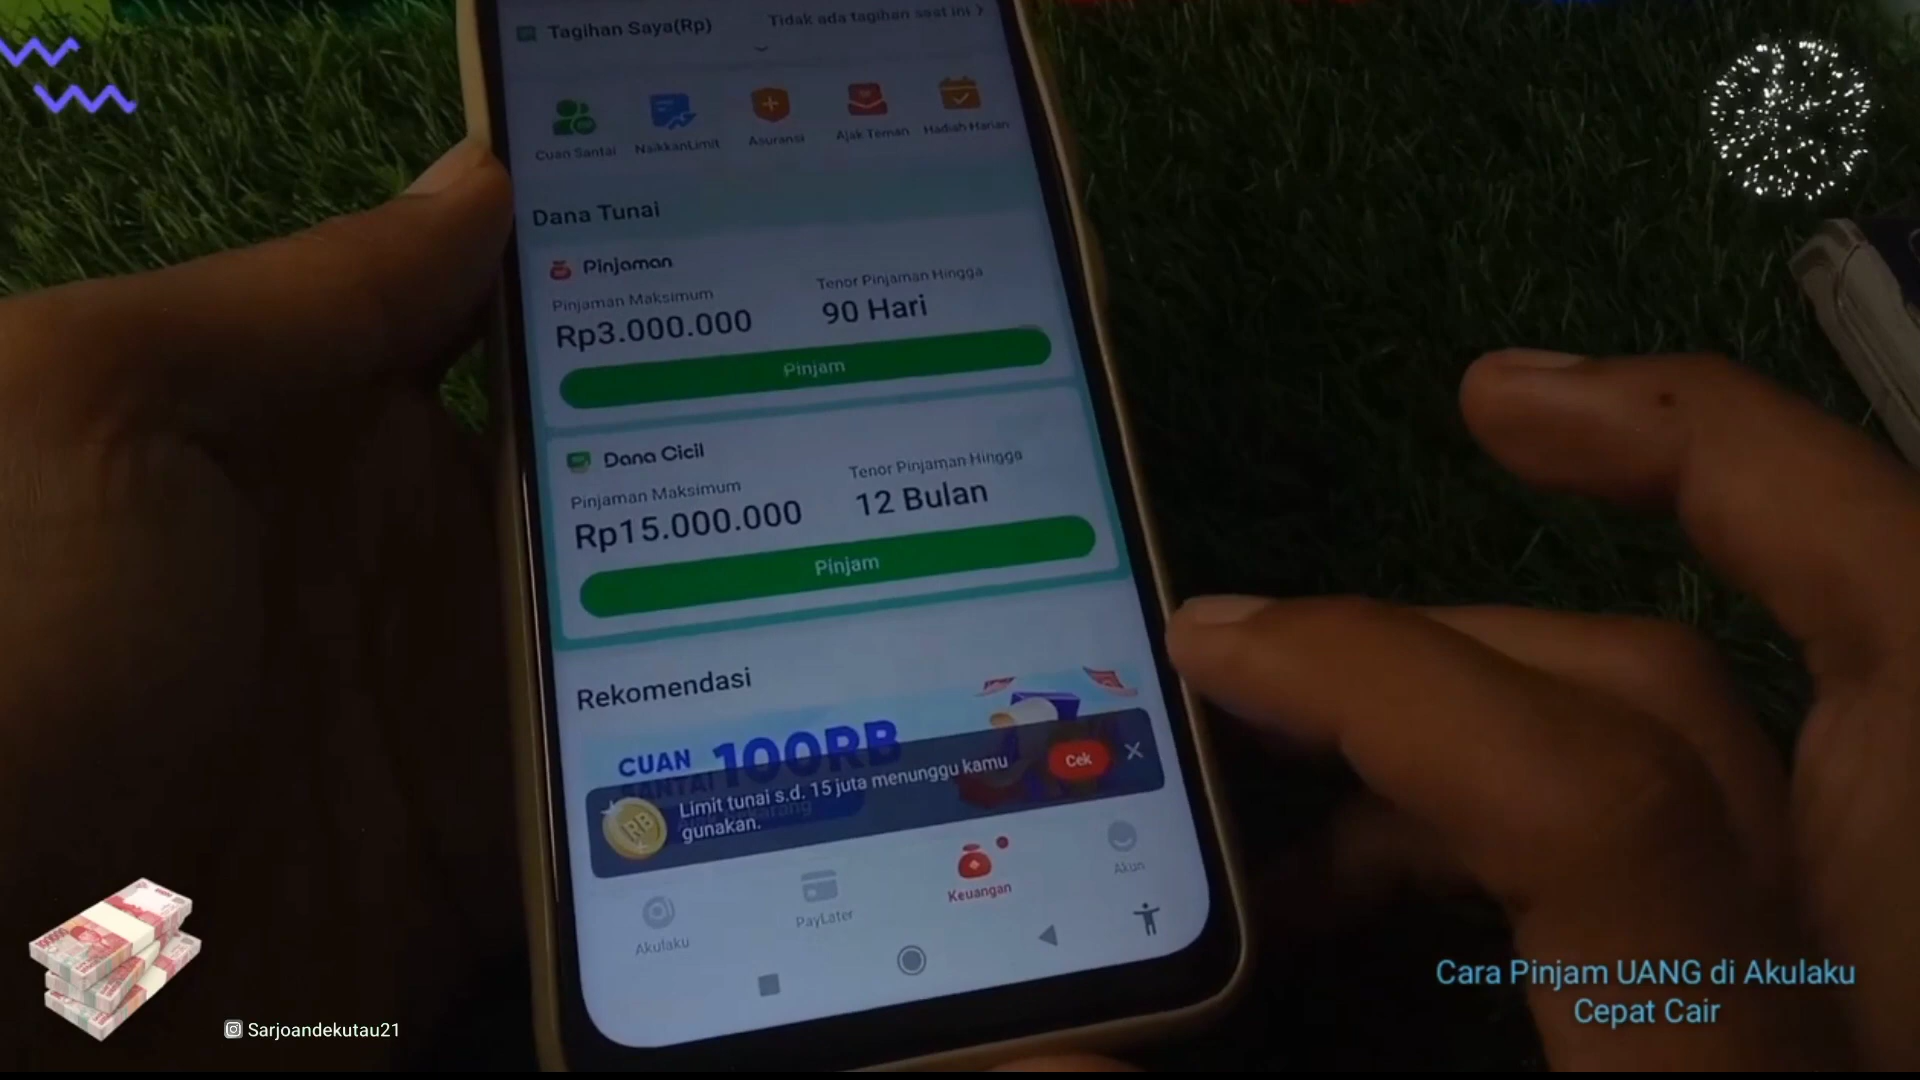 Tagihan Saya(Rp)
Tidak ada tagihan saat ini
Cuan Santai
NaikkanLimit
Asuransi
Ajak Teman
Hadiah Harian
Dana Tunai
Pinjaman
Pinjaman Maksimum
Tenor Pinjaman Hingga
Rp3.000.000
90 Hari
Pinjam
Dana Cicil
Pinjaman Maksimum
Tenor Pinjaman Hingga
Rp15.000.000
12 Bulan
Pinjam
Rekomendasi
CUAN
SANTAI
100RB
RB
Limit tunai s.d. 15 juta menunggu kamu
gunakan.
Cek
Akulaku
PayLater
Keuangan
Akun
Sarjoandekutau21
Cara Pinjam UANG di Akulaku
Cepat Cair